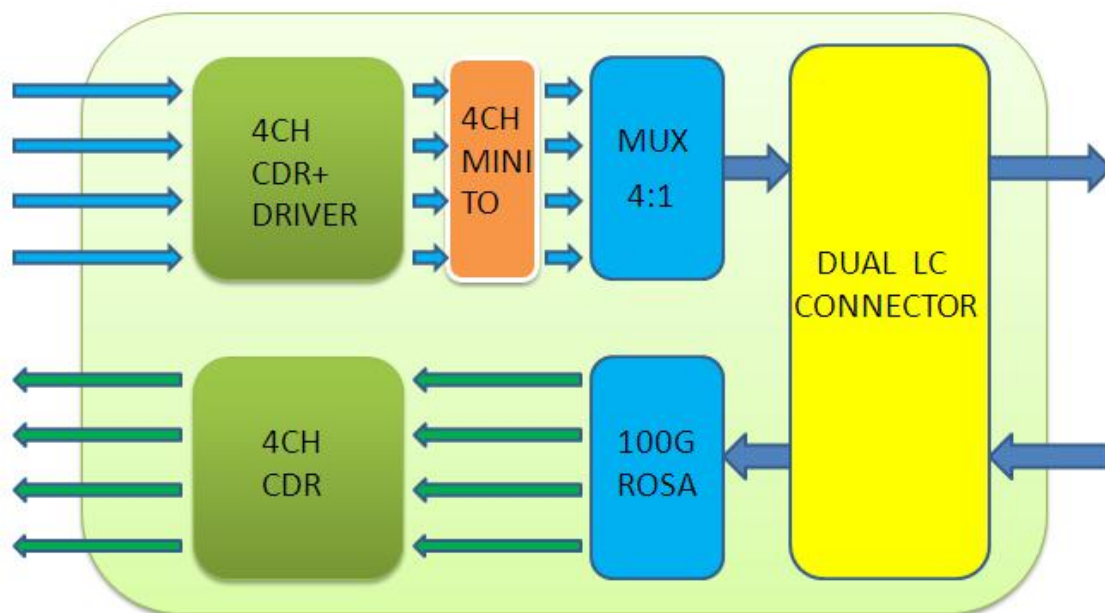 4CH
CDR+
DRIVER
4CH
MINI
TO
MUX
4:1
DUAL LC
CONNECTOR
4CH
CDR
100G
ROSA